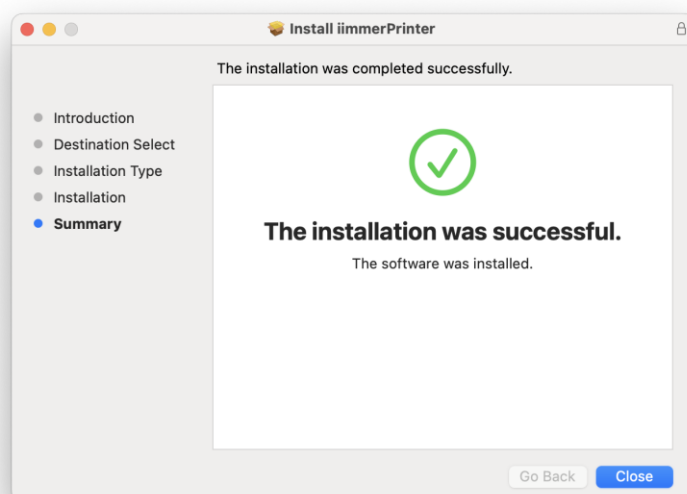 Install iimmerPrinter
The installation was completed successfully.
Introduction
Destination Select
Installation Type
Installation
Summary
The installation was successful.
The software was installed.
Go Back
Close